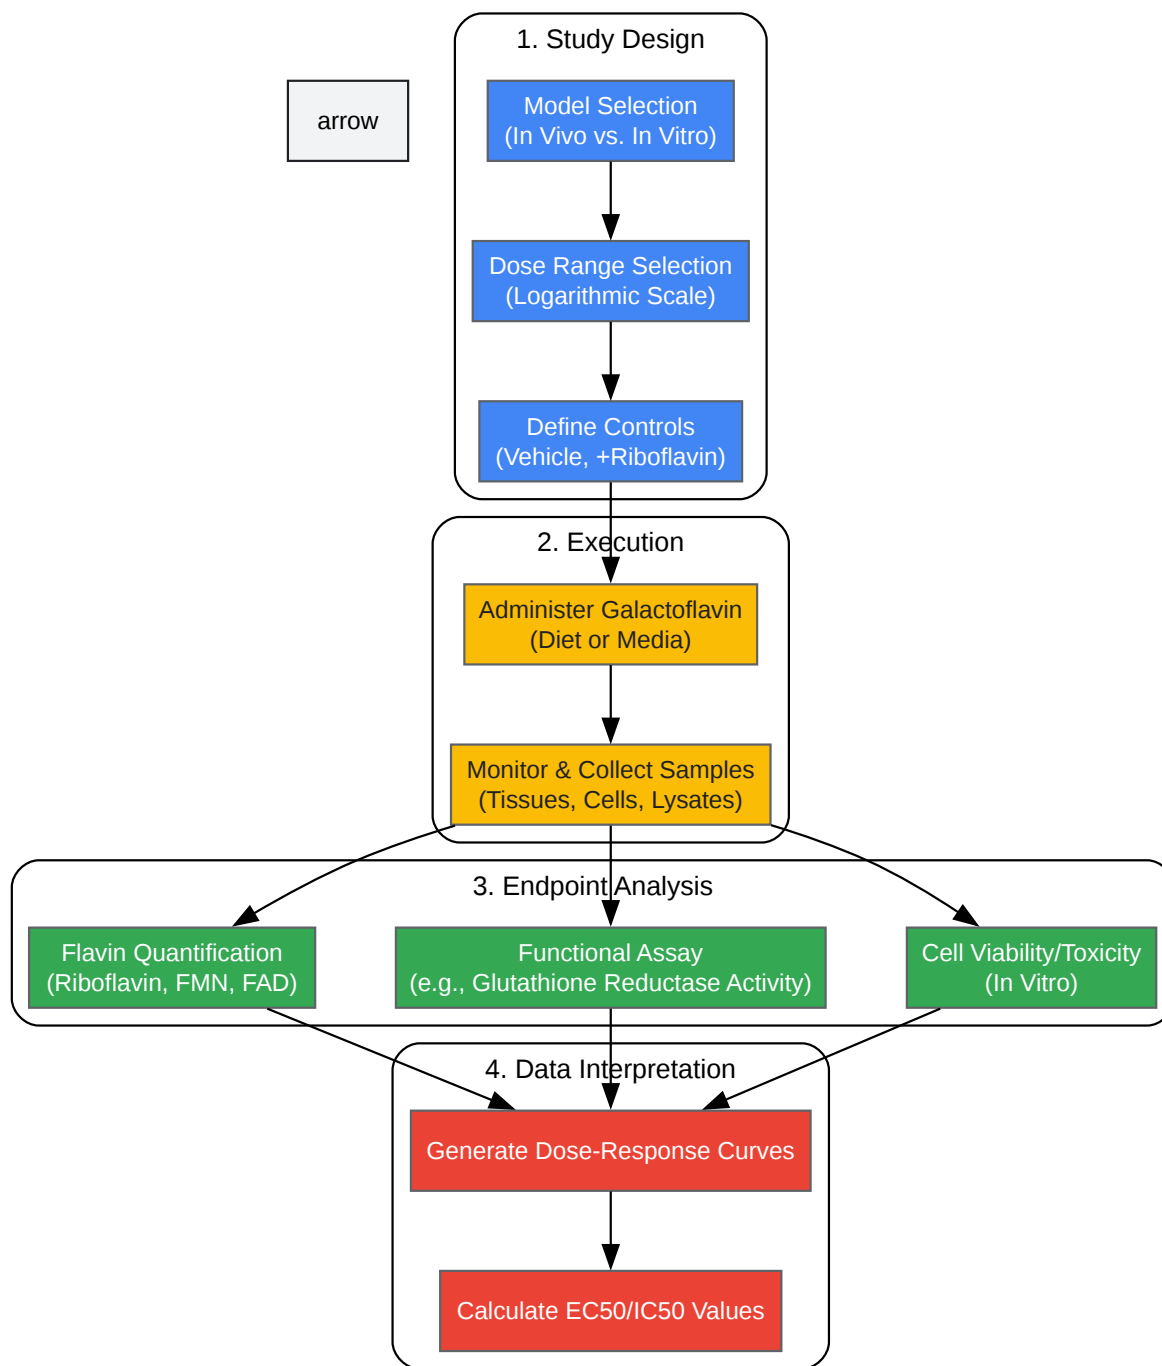 1. Study Design
arrow
Model Selection
(In Vivo vs. In Vitro)
Dose Range Selection
(Logarithmic Scale)
Define Controls
(Vehicle, +Riboflavin)
2. Execution
Administer Galactoflavin
(Diet or Media)
Monitor & Collect Samples
(Tissues, Cells, Lysates)
3. Endpoint Analysis
Flavin Quantification
(Riboflavin, FMN, FAD)
Functional Assay
(e.g., Glutathione Reductase Activity)
Cell Viability/Toxicity
(In Vitro)
4. Data Interpretation
Generate Dose-Response Curves
Calculate EC50/IC50 Values